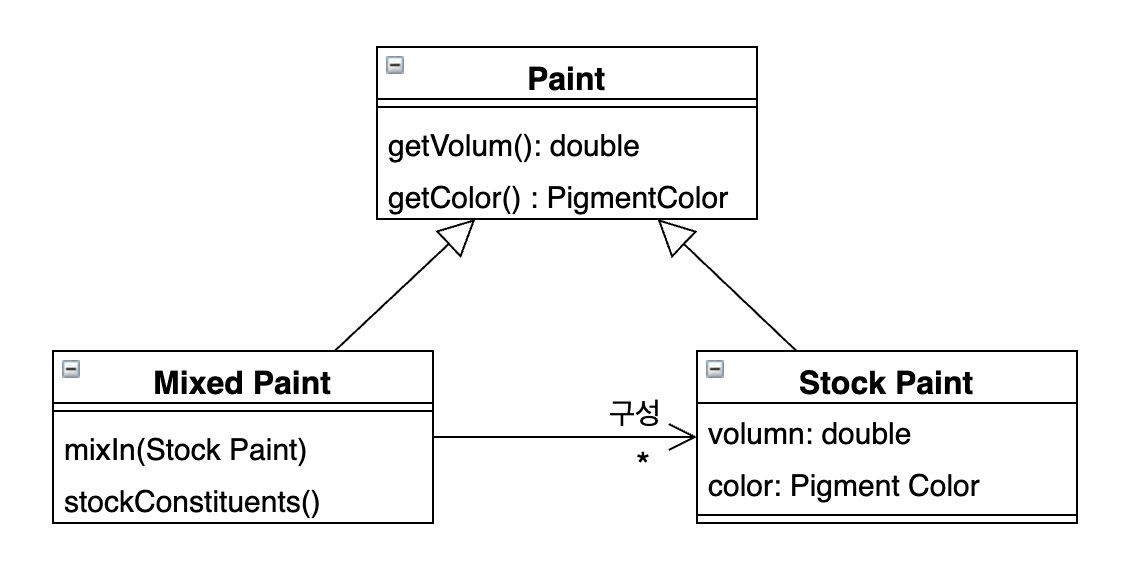 Paint
getVolum(): double
getColor() : PigmentColor
Mixed Paint
mixIn(Stock Paint)
stockConstituents()
구성
*
Stock Paint
volumn: double
color: Pigment Color